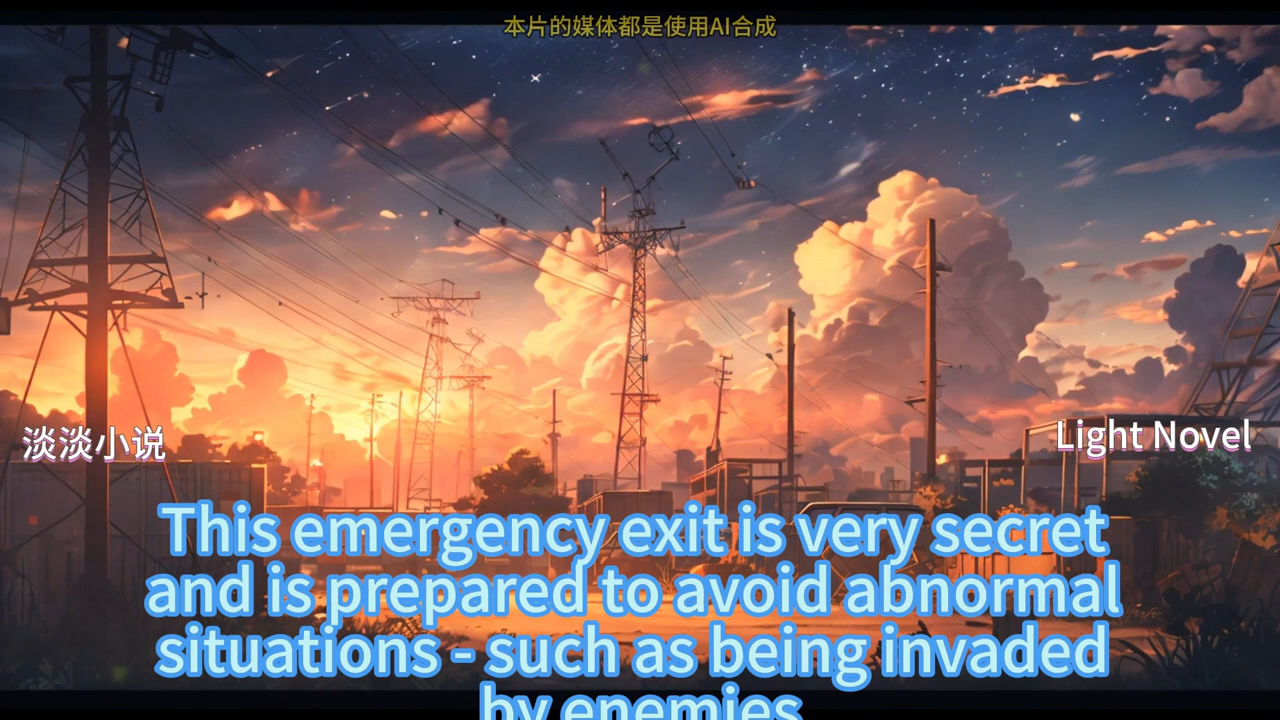 本片的媒体都是使用AI合成
淡淡小说
Light Novel
This emergency exit is very secret
and is prepared to avoid abnormal
situations - such as being invaded
by enemies